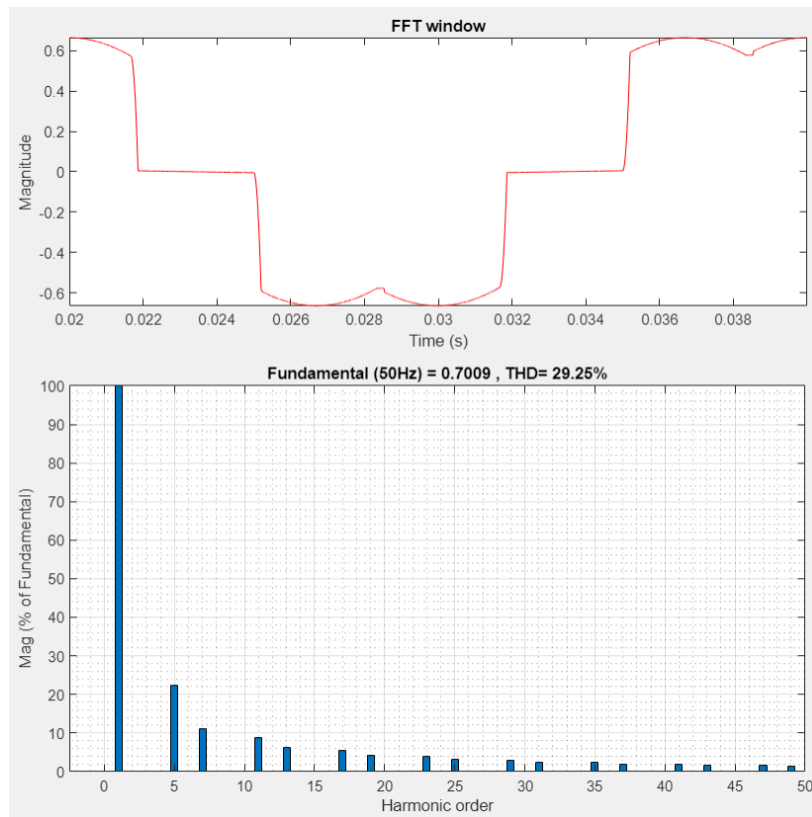 FFT window
0.6
0.4
0.2
0
-0.2
-0.4
-0.6
Magnitude
0.02 0.022 0.024 0.026 0.028 0.03 0.032 0.034 0.036 0.038
Time (s)
Fundamental (50Hz) = 0.7009 , THD= 29.25%
100
90
80
70
60
50
40
30
20
10
0
Mag (% of Fundamental)
0 5 10 15 20 25 30 35 40 45 50
Harmonic order